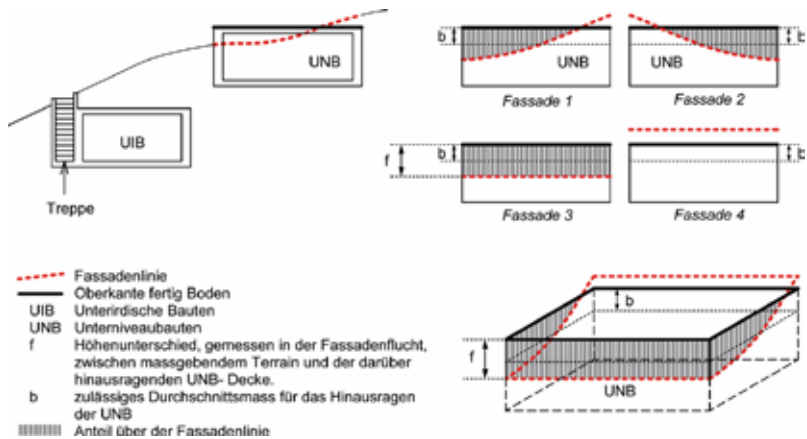 UNB
UIB
Treppe
b
UNB
Fassade 1
UNB
b
Fassade 2
f
b
Fassade 3
b
Fassade 4
Fassadenlinie
Oberkante fertig Boden
UIB Unterirdische Bauten
UNB Unterniveaubauten
f Höhenunterschied, gemessen in der Fassadenflucht,
zwischen massgebendem Terrain und der darüber
hinausragenden UNB- Decke.
b zulässiges Durchschnittsmass für das Hinausragen
der UNB
Anteil über der Fassadenlinie
b
f
UNB